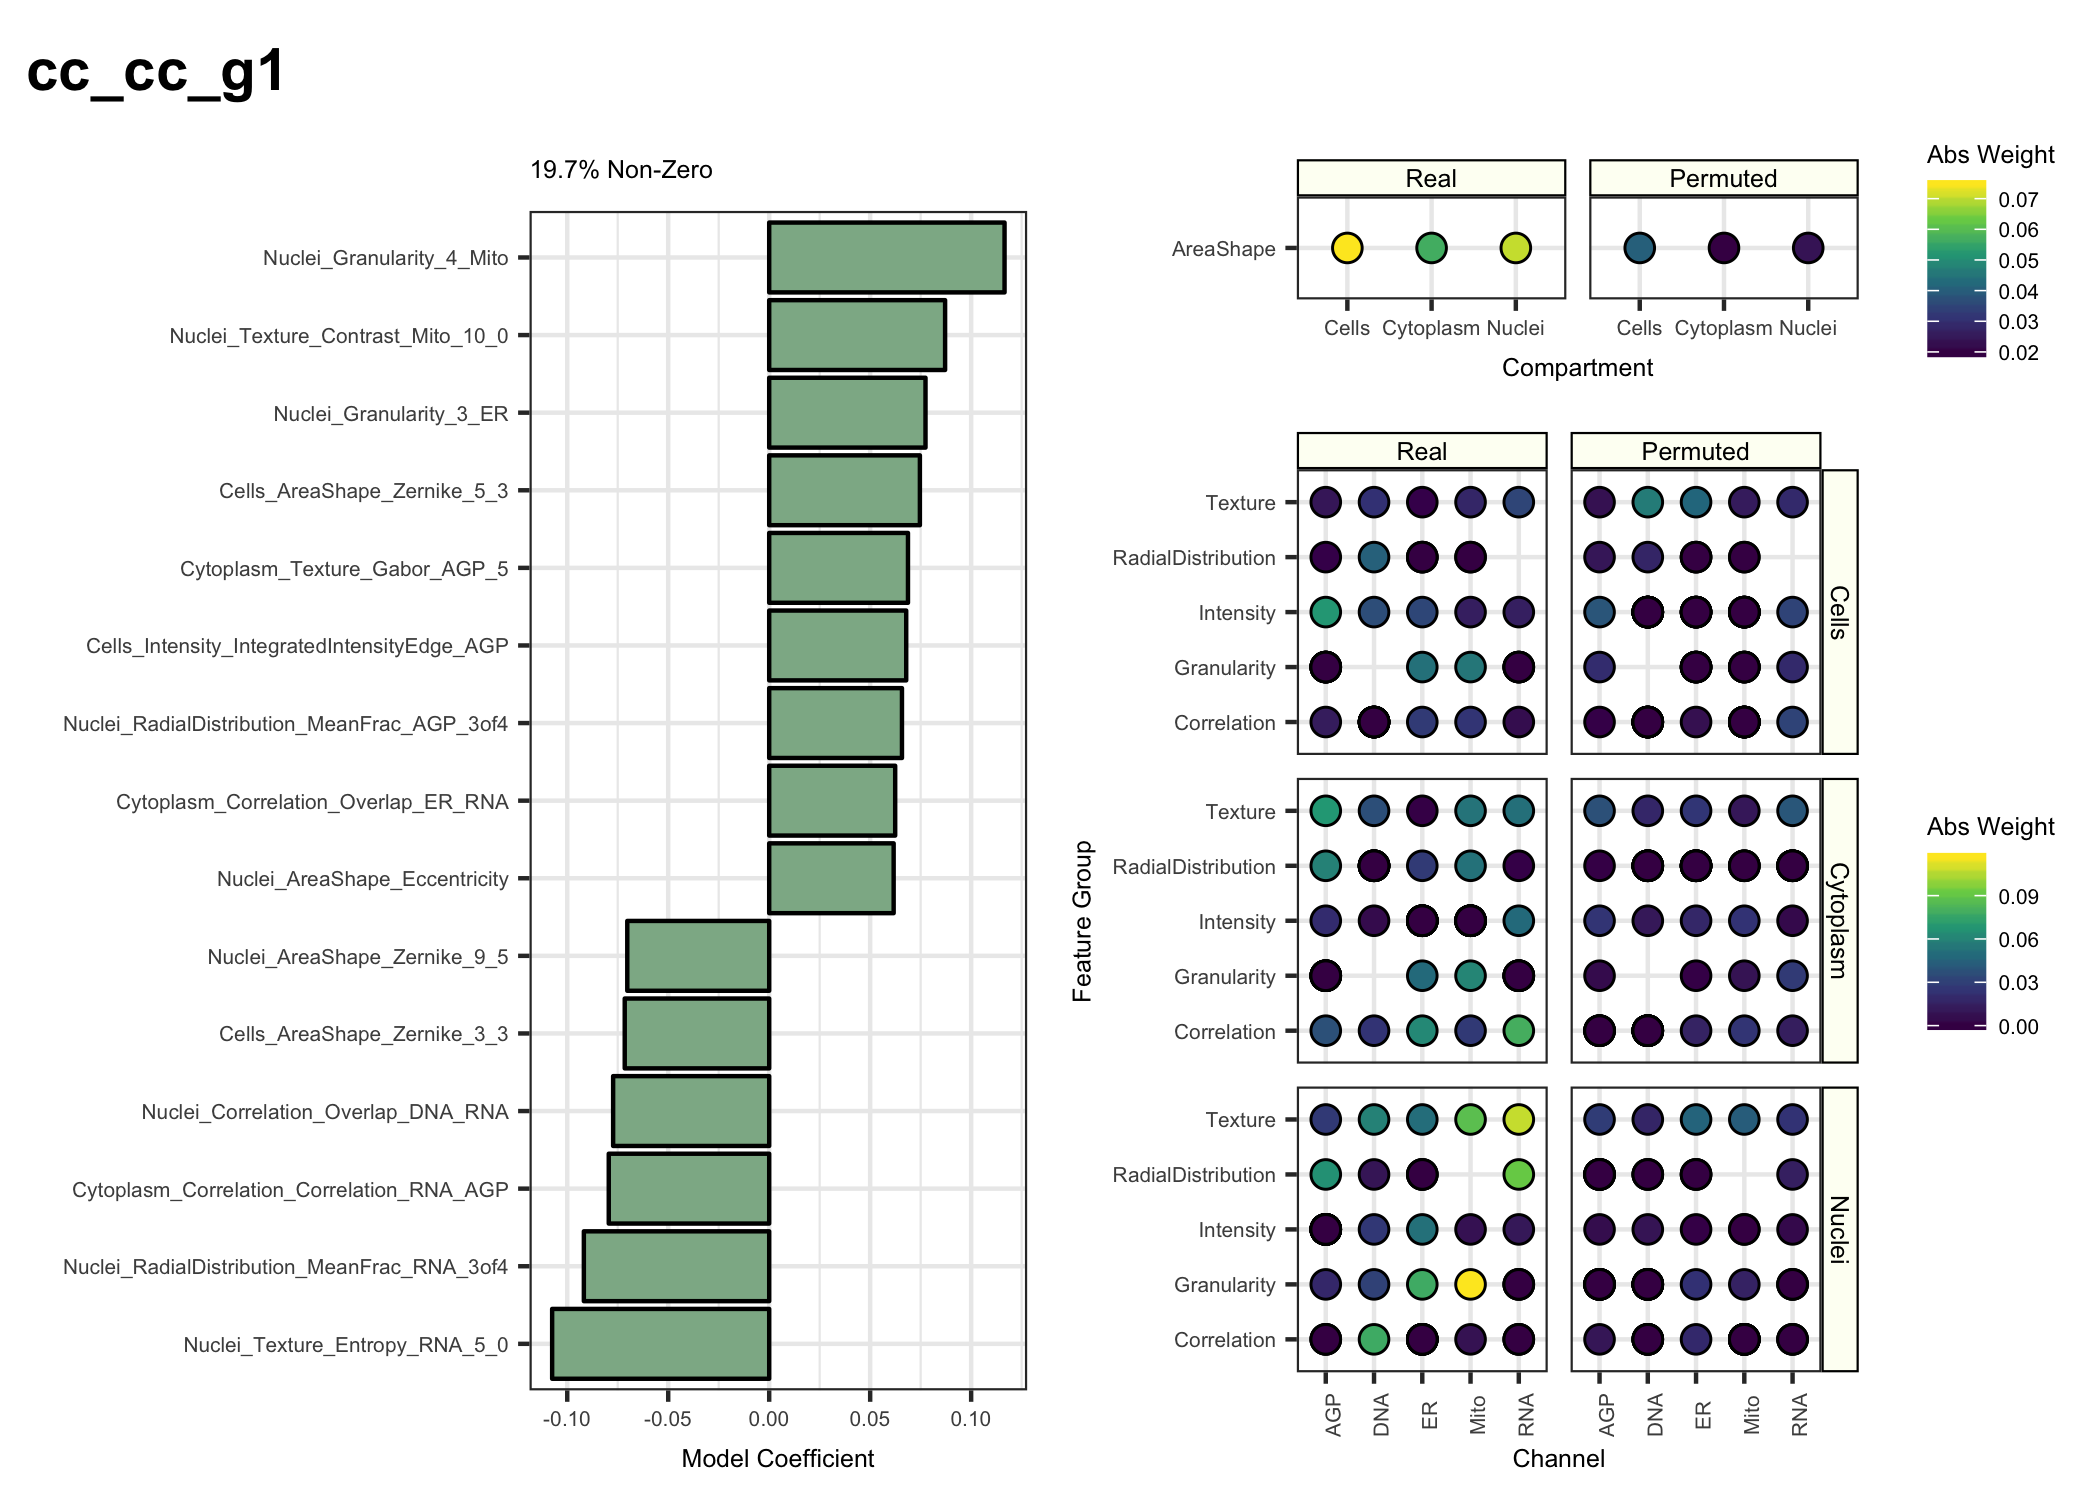 cc_cc_g1
19.7% Non-Zero
Nuclei_Granularity_4_Mito
Nuclei_Texture_Contrast_Mito_10_0
Nuclei_Granularity_3_ER
Cells_AreaShape_Zernike_5_3
Cytoplasm_Texture_Gabor_AGP_5
Cells_Intensity_IntegratedIntensityEdge_AGP
Nuclei_RadialDistribution_MeanFrac_AGP_3of4
Cytoplasm_Correlation_Overlap_ER_RNA
Nuclei_AreaShape_Eccentricity
Nuclei_AreaShape_Zernike_9_5
Cells_AreaShape_Zernike_3_3
Nuclei_Correlation_Overlap_DNA_RNA
Cytoplasm_Correlation_Correlation_RNA_AGP
Nuclei_RadialDistribution_MeanFrac_RNA_3of4
Nuclei_Texture_Entropy_RNA_5_0
-0.10 -0.05 0.00 0.05 0.10
Model Coefficient
Real Permuted
AreaShape
Cells Cytoplasm Nuclei Cells Cytoplasm Nuclei
Compartment
Abs Weight
0.07
0.06
0.05
0.04
0.03
0.02
Real Permuted
Feature Group
Texture
RadialDistribution
Intensity
Granularity
Correlation
Cells
Texture
RadialDistribution
Intensity
Granularity
Correlation
Cytoplasm
Texture
RadialDistribution
Intensity
Granularity
Correlation
Nuclei
AGP DNA ER Mito RNA AGP DNA ER Mito RNA
Channel
Abs Weight
0.09
0.06
0.03
0.00